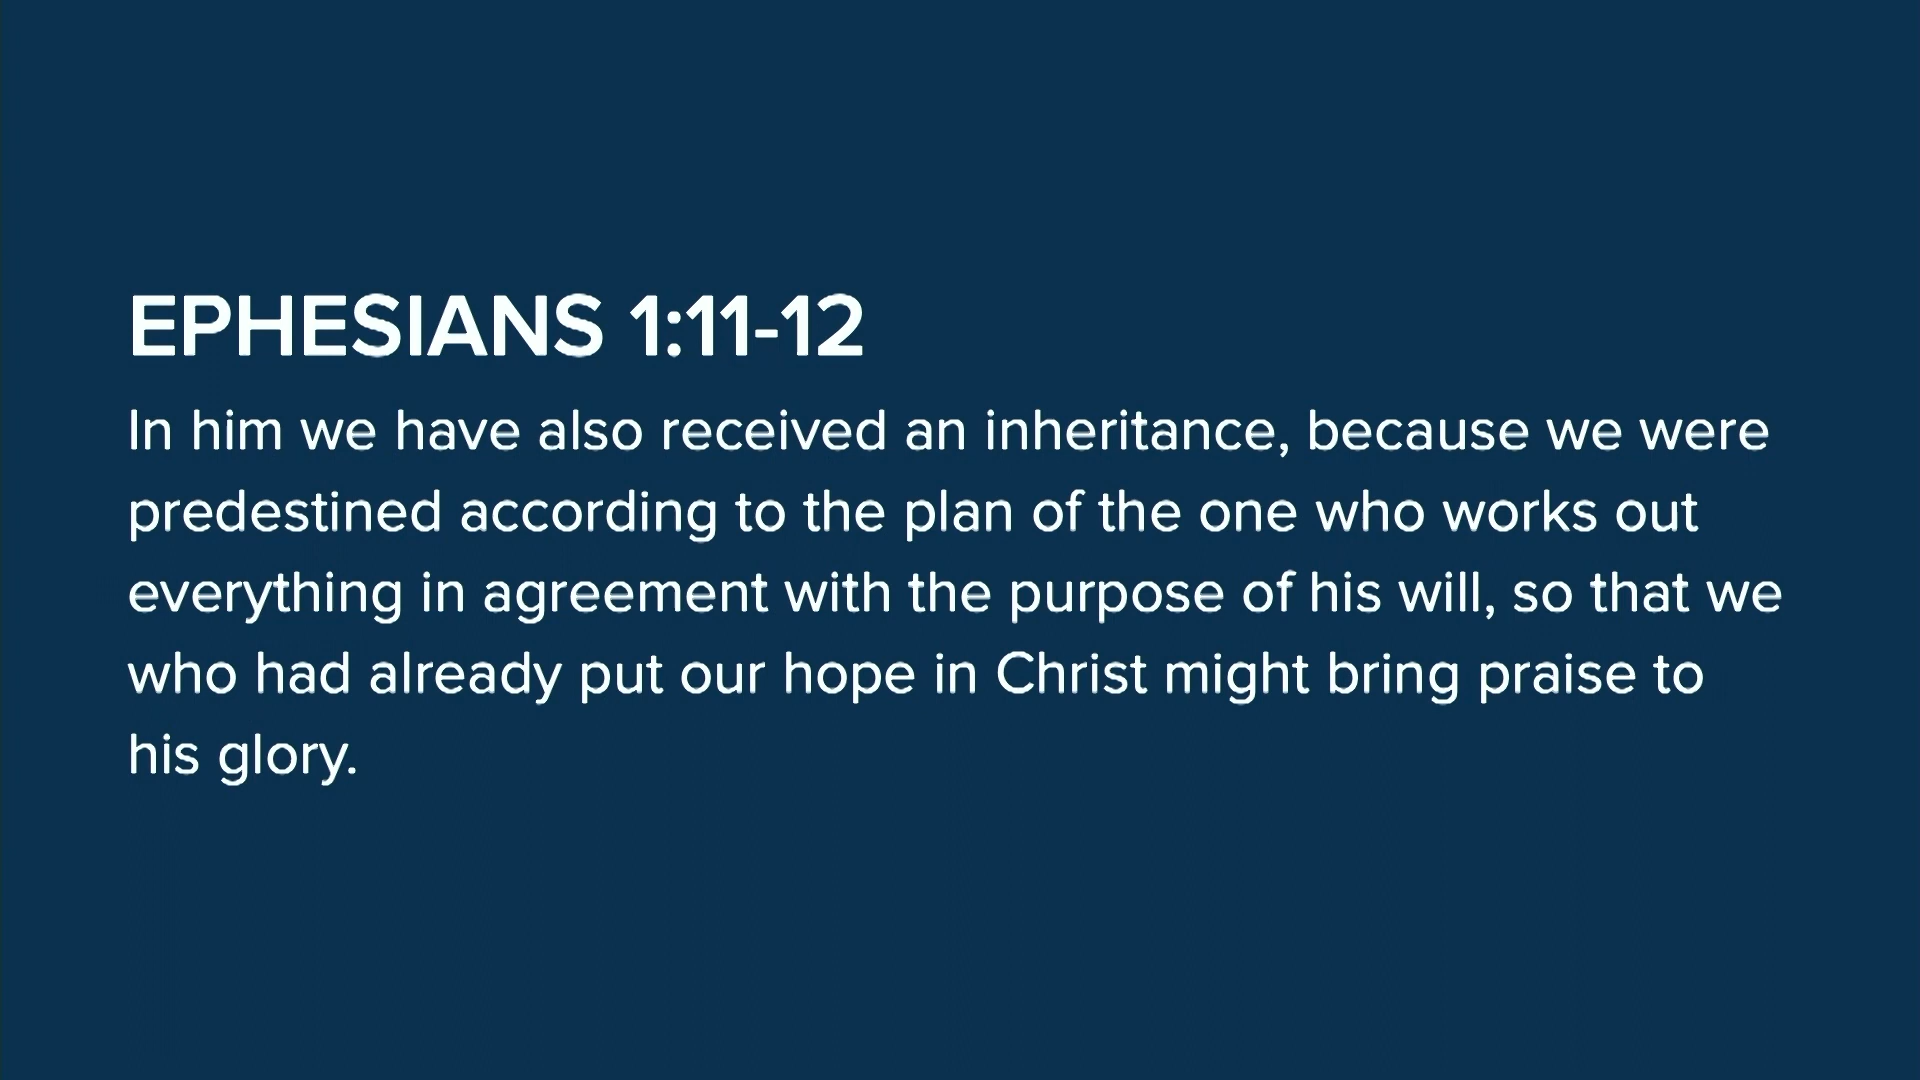 EPHESIANS 1:11-12
In him we have also received an inheritance, because we were
predestined according to the plan of the one who works out
everything in agreement with the purpose of his will, so that we
who had already put our hope in Christ might bring praise to
his glory.